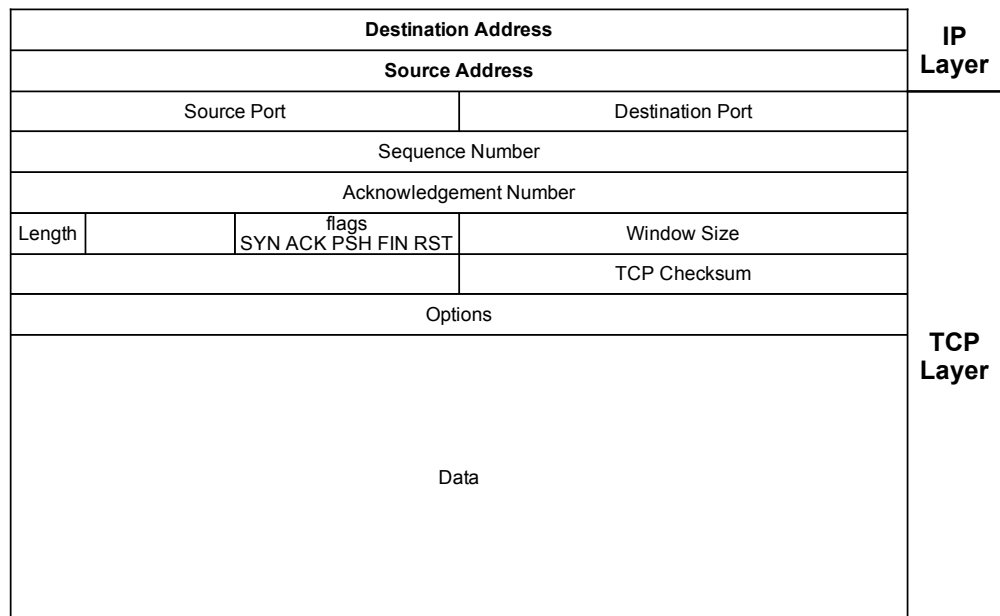 Destination Address
IP
Layer
Source Address
Source Port
Destination Port
Sequence Number
Acknowledgement Number
Length
flags
SYN ACK PSH FIN RST
Window Size
TCP Checksum
Options
TCP
Layer
Data